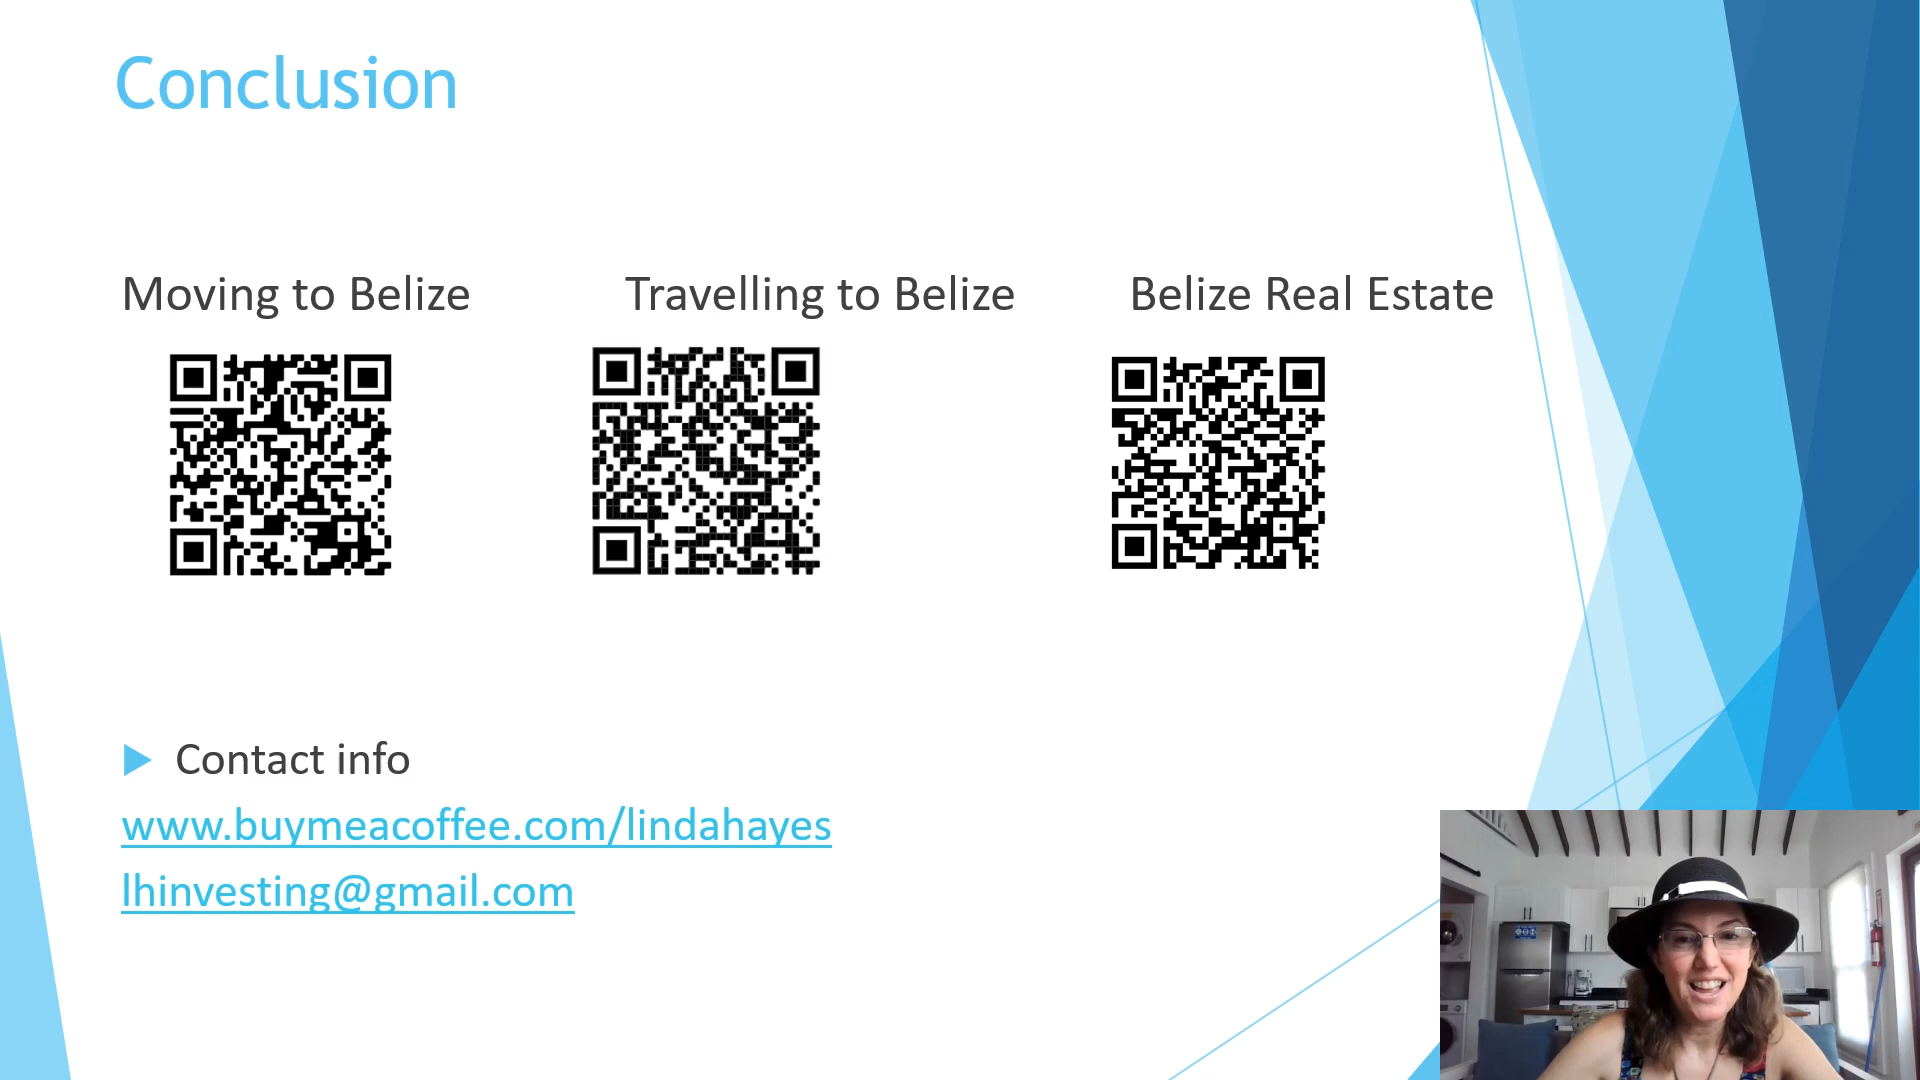 Conclusion
Moving to Belize
Travelling to Belize
Belize Real Estate
Contact info
www.buymeacoffee.com/lindahayes
lhinvesting@gmail.com